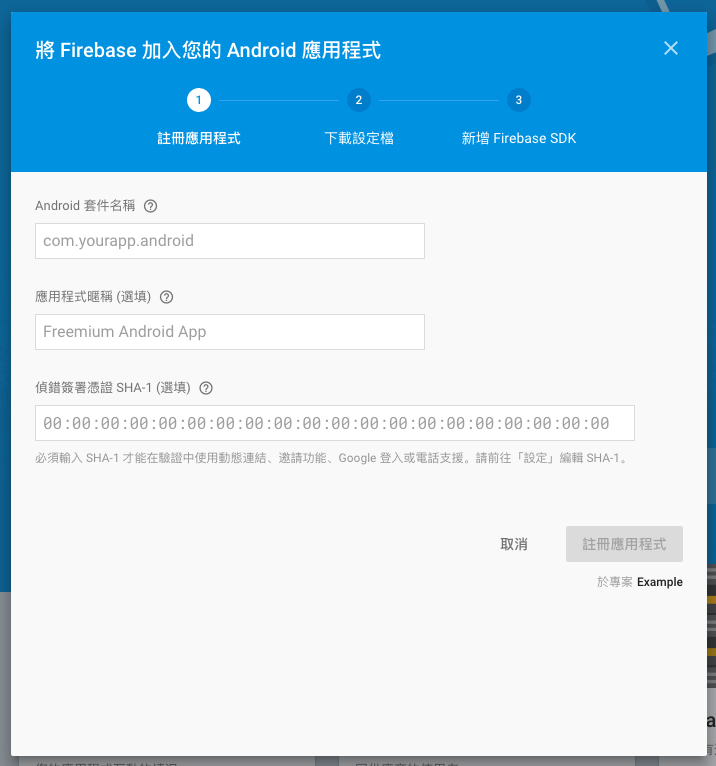 將 Firebase 加入您的 Android 應用程式
1
2
3
註冊應用程式
下載設定檔
新增 Firebase SDK
Android 套件名稱 ?
com.yourapp.android
應用程式暱稱 (選填) ?
Freemium Android App
偵錯簽署憑證 SHA-1 (選填) ?
00:00:00:00:00:00:00:00:00:00:00:00:00:00:00:00:00:00:00:00
必須輸入 SHA-1 才能在驗證中使用動態連結、邀請功能、Google 登入或電話支援。請前往「設定」編輯 SHA-1。
取消
註冊應用程式
於專案 Example